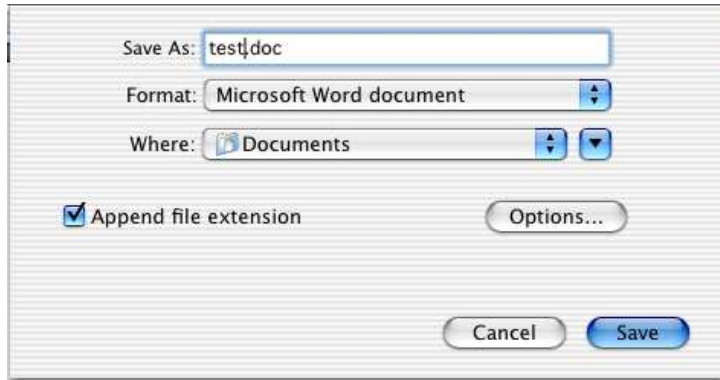 Save As: test.doc
Format: Microsoft Word document
Where: Documents
Append file extension Options...
Cancel Save